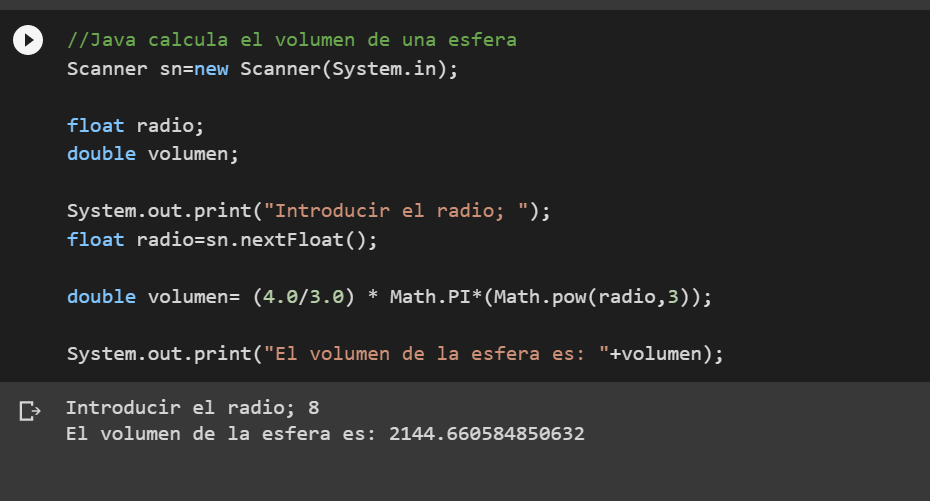 //Java calcula el volumen de una esfera
Scanner sn=new Scanner(System.in);
float radio;
double volumen;
System.out.print("Introducir el radio; ");
float radio=sn.nextFloat();
double volumen= (4.0/3.0) * Math.PI*(Math.pow(radio,3));
System.out.print("El volumen de la esfera es: "+volumen);
Introducir el radio; 8
El volumen de la esfera es: 2144.660584850632